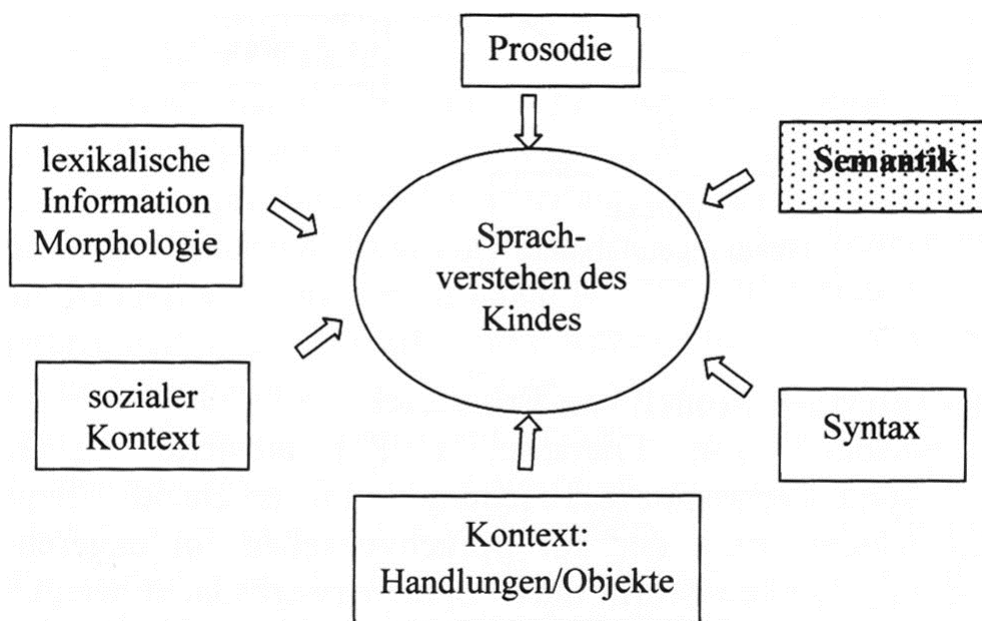 Prosodie
lexikalische
Information
Morphologie
Semantik
Sprach-
verstehen des
Kindes
sozialer
Kontext
Syntax
Kontext:
Handlungen/Objekte